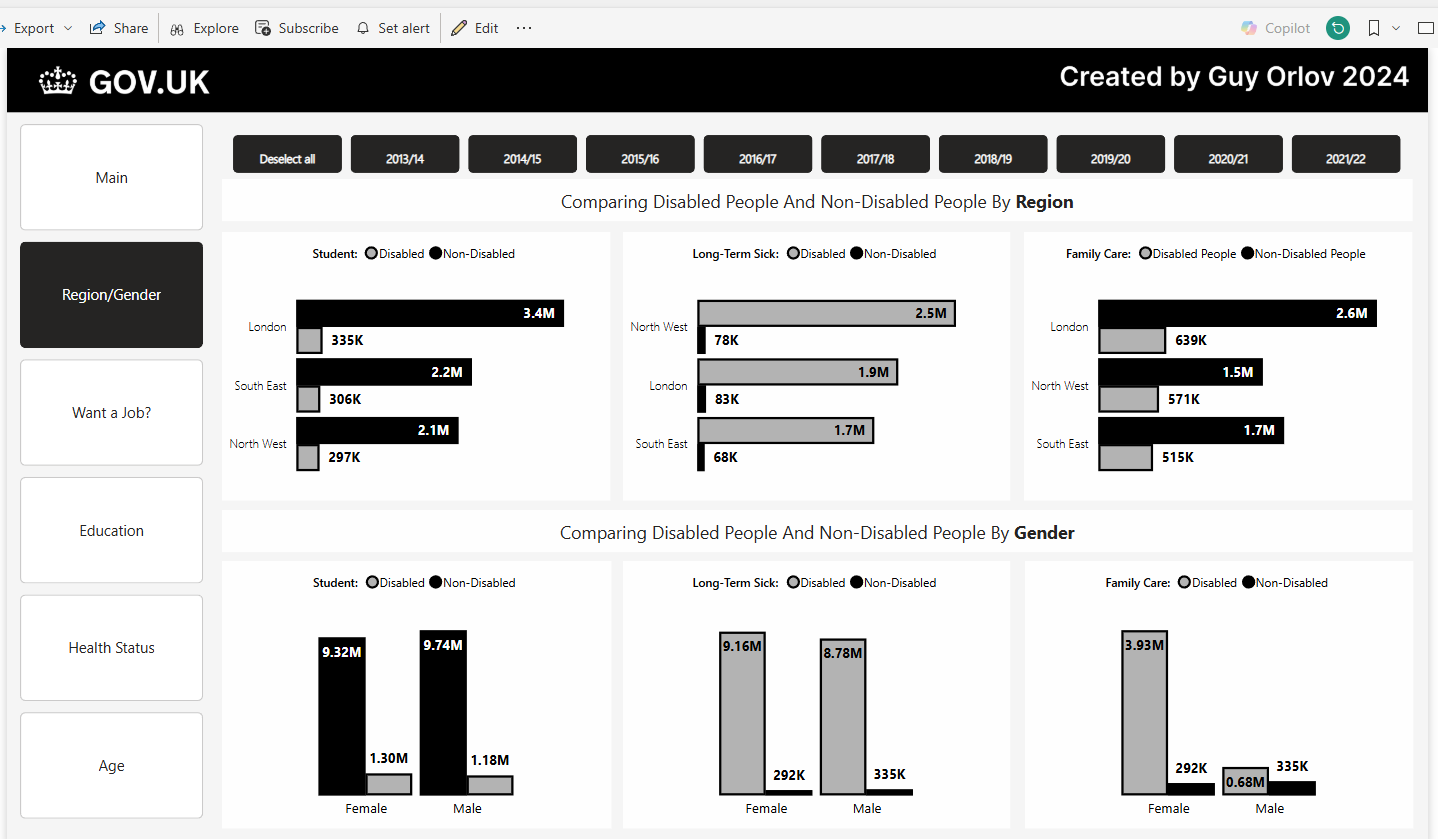 Export
Share
Explore
Subscribe
Set alert
Edit
...
Copilot
GOV.UK
Created by Guy Orlov 2024
Main
Region/Gender
Want a Job?
Education
Health Status
Age
Deselect all
2013/14
2014/15
2015/16
2016/17
2017/18
2018/19
2019/20
2020/21
2021/22
Comparing Disabled People And Non-Disabled People By Region
Student: Disabled Non-Disabled
London
3.4M
335K
South East
2.2M
306K
North West
2.1M
297K
Long-Term Sick: Disabled Non-Disabled
North West
2.5M
78K
London
1.9M
83K
South East
1.7M
68K
Family Care: Disabled People Non-Disabled People
London
2.6M
639K
North West
1.5M
571K
South East
1.7M
515K
Comparing Disabled People And Non-Disabled People By Gender
Student: Disabled Non-Disabled
9.32M
1.30M
9.74M
1.18M
Female
Male
Long-Term Sick: Disabled Non-Disabled
9.16M
292K
8.78M
335K
Female
Male
Family Care: Disabled Non-Disabled
3.93M
292K
0.68M
335K
Female
Male